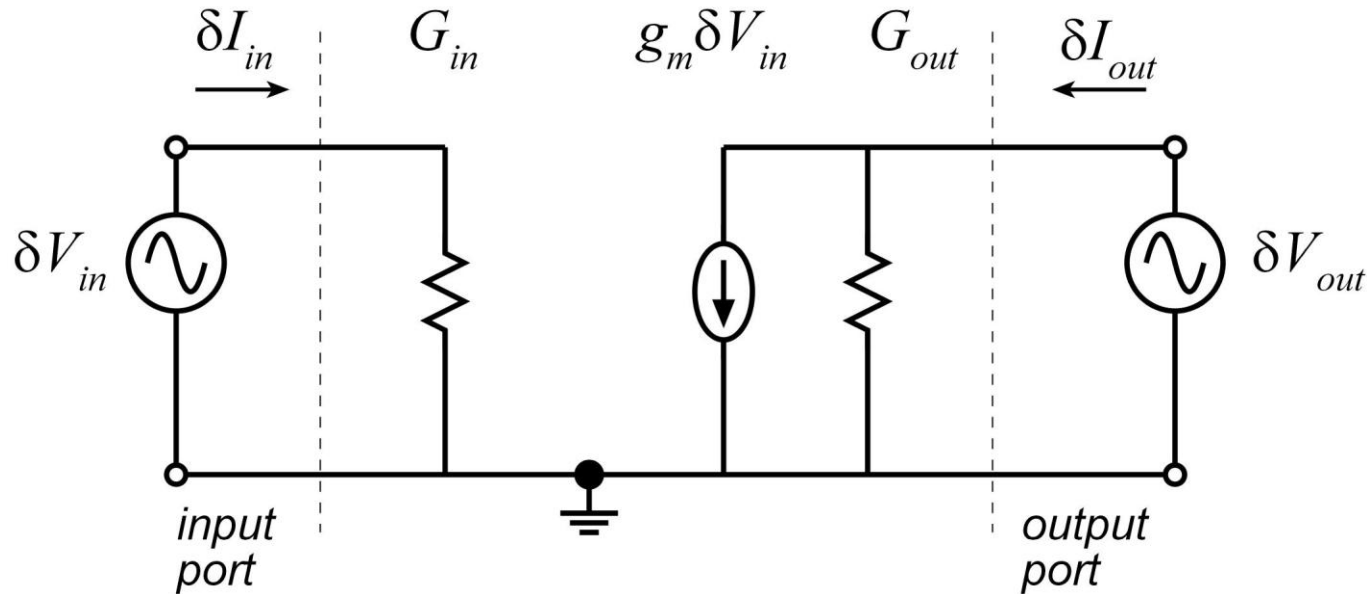 δI_in
G_in
g_mδV_in
G_out
δI_out
δV_in
δV_out
input
port
output
port